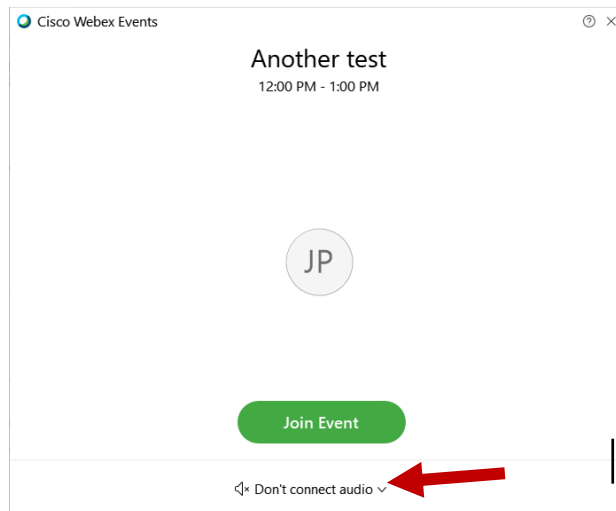 Cisco Webex Events
Another test
12:00 PM - 1:00 PM
JP
Join Event
Don't connect audio